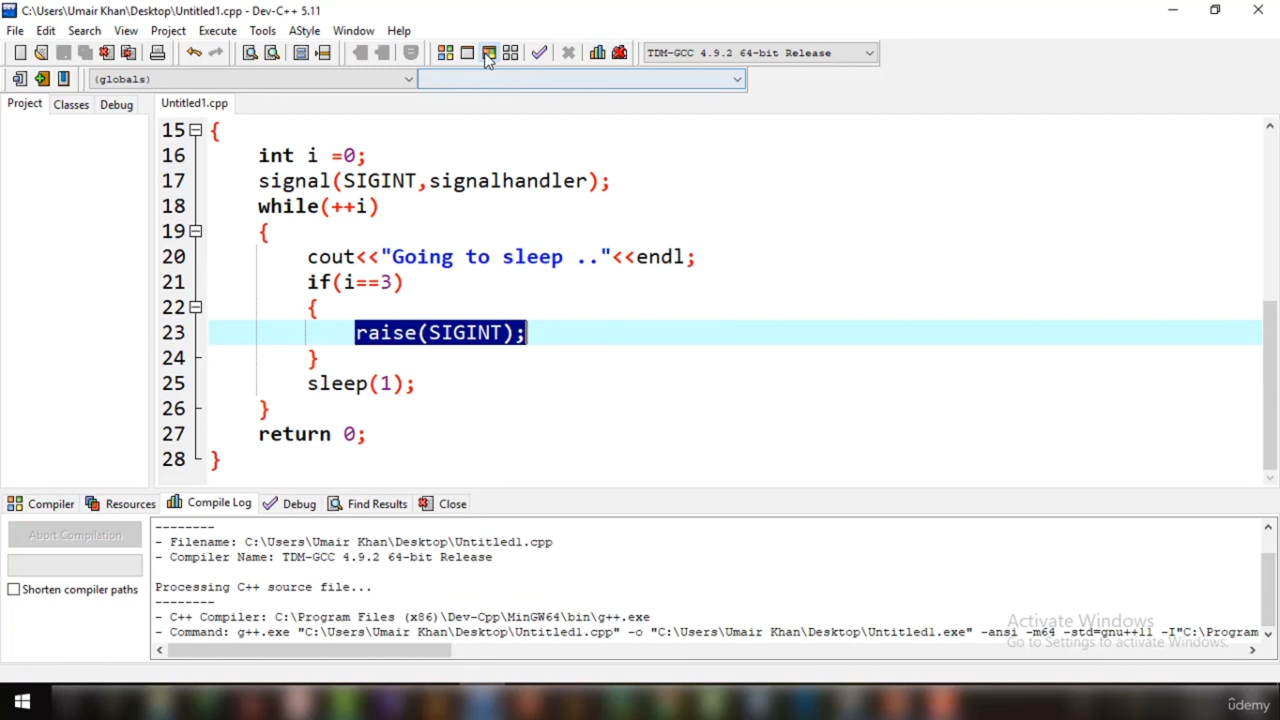 C:\Users\Umair Khan\Desktop\Untitled1.cpp - Dev-C++ 5.11
File Edit Search View Project Execute Tools AStyle Window Help
TDM-GCC 4.9.2 64-bit Release
(globals)
Project Classes Debug Untitled1.cpp
15 {
16 int i =0;
17 signal(SIGINT,signalhandler);
18 while(++i)
19 {
20 cout<<"Going to sleep .."<<endl;
21 if(i==3)
22 {
23 raise(SIGINT);
24 }
25 sleep(1);
26 }
27 return 0;
28 }
Compiler Resources Compile Log Debug Find Results Close
Abort Compilation
Shorten compiler paths
--------
- Filename: C:\Users\Umair Khan\Desktop\Untitled1.cpp
- Compiler Name: TDM-GCC 4.9.2 64-bit Release
Processing C++ source file...
--------
- C++ Compiler: C:\Program Files (x86)\Dev-Cpp\MinGW64\bin\g++.exe
- Command: g++.exe "C:\Users\Umair Khan\Desktop\Untitled1.cpp" -o "C:\Users\Umair Khan\Desktop\Untitled1.exe" -ansi -m64 -std=gnu++11 -I"C:\Program
Activate Windows
Go to Settings to activate Windows.
ûdemy